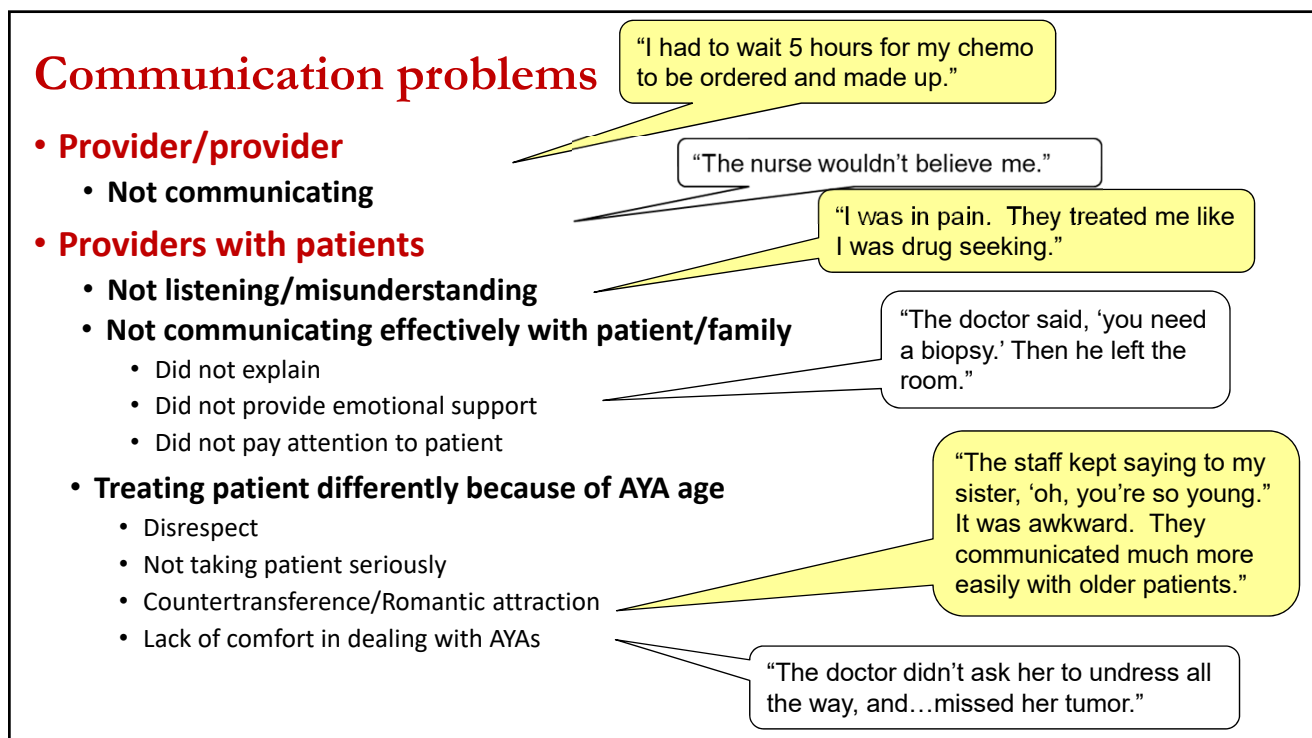 Communication problems
“I had to wait 5 hours for my chemo
to be ordered and made up.”
• Provider/provider
• Not communicating
“The nurse wouldn’t believe me.”
• Providers with patients
“I was in pain.  They treated me like
I was drug seeking.”
• Not listening/misunderstanding
• Not communicating effectively with patient/family
• Did not explain
• Did not provide emotional support
• Did not pay attention to patient
“The doctor said, ‘you need
a biopsy.’ Then he left the
room.”
• Treating patient differently because of AYA age
• Disrespect
• Not taking patient seriously
• Countertransference/Romantic attraction
• Lack of comfort in dealing with AYAs
“The staff kept saying to my
sister, ‘oh, you’re so young.”
It was awkward.  They
communicated much more
easily with older patients.”
“The doctor didn’t ask her to undress all
the way, and…missed her tumor.”